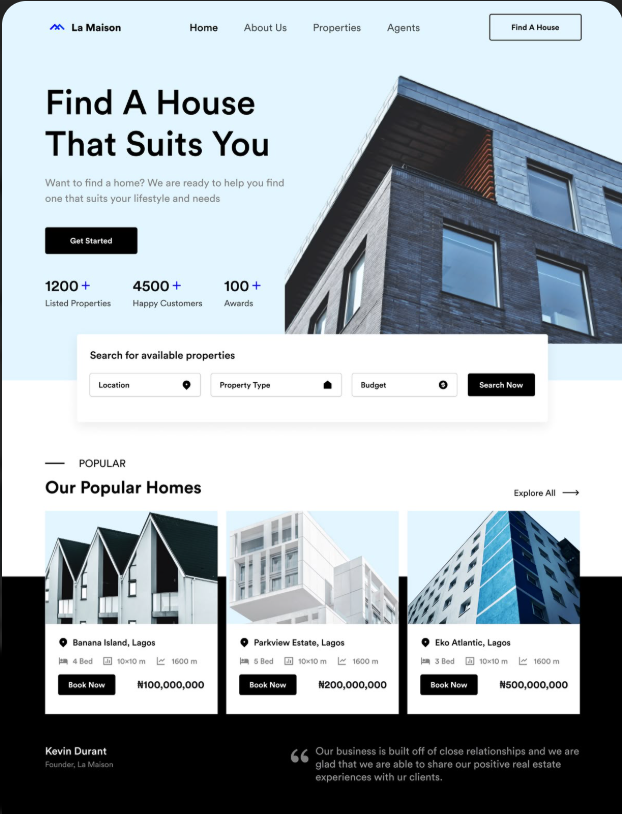 La Maison
Home
About Us
Properties
Agents
Find A House
Find A House
That Suits You
Want to find a home? We are ready to help you find
one that suits your lifestyle and needs
Get Started
1200 +
4500 +
100 +
Listed Properties
Happy Customers
Awards
Search for available properties
Location
Property Type
Budget
$
Search Now
POPULAR
Our Popular Homes
Explore All
Banana Island, Lagos
4 Bed
10×10 m
1600 m
Book Now
₦100,000,000
Parkview Estate, Lagos
5 Bed
10×10 m
1600 m
Book Now
₦200,000,000
Eko Atlantic, Lagos
3 Bed
10×10 m
1600 m
Book Now
₦500,000,000
Kevin Durant
Founder, La Maison
“
Our business is built off of close relationships and we are
glad that we are able to share our positive real estate
experiences with ur clients.